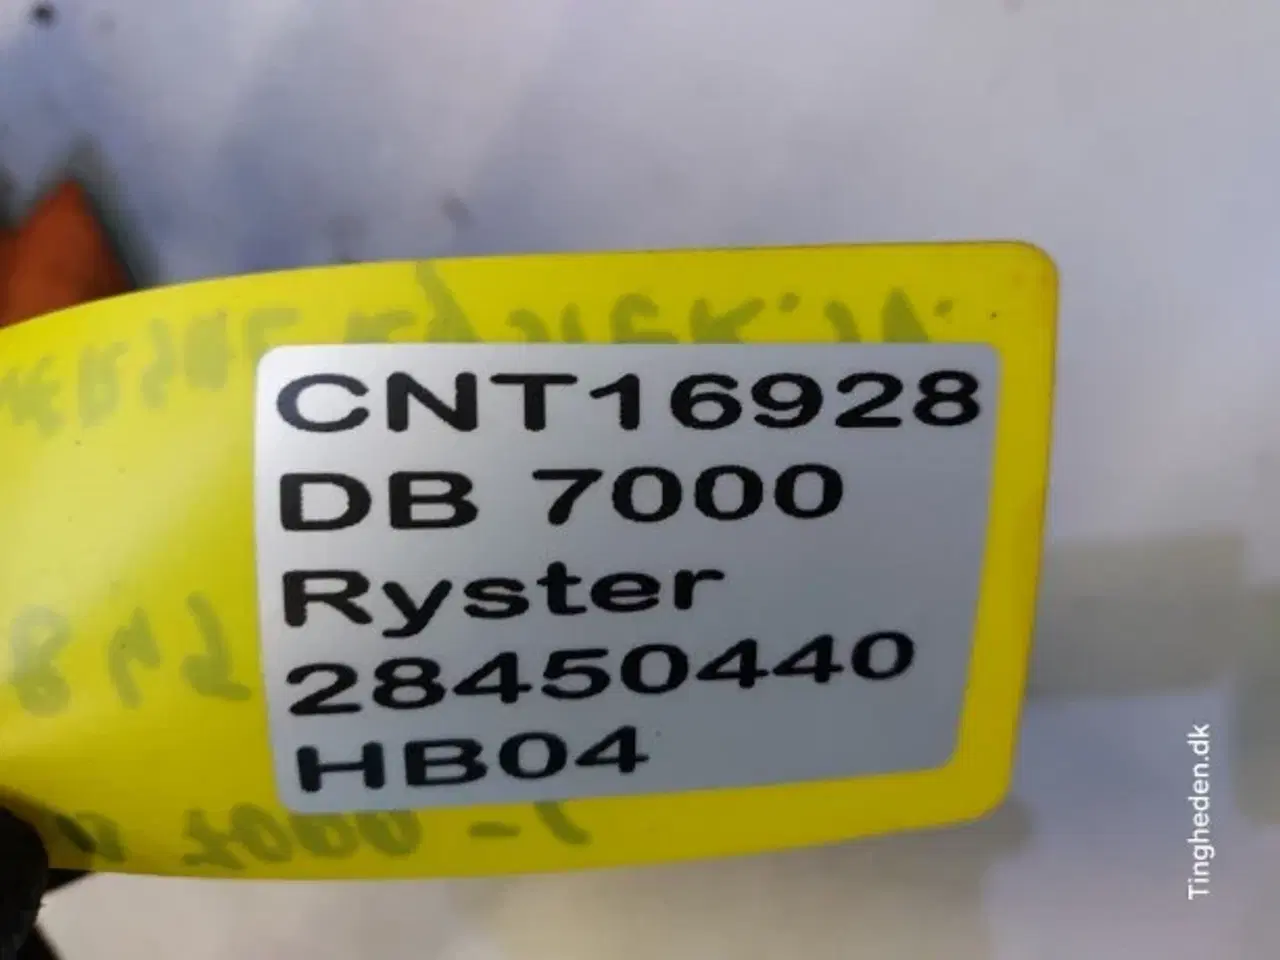 CNT16928
DB 7000
Ryster
28450440
HB04
Tingheden.dk